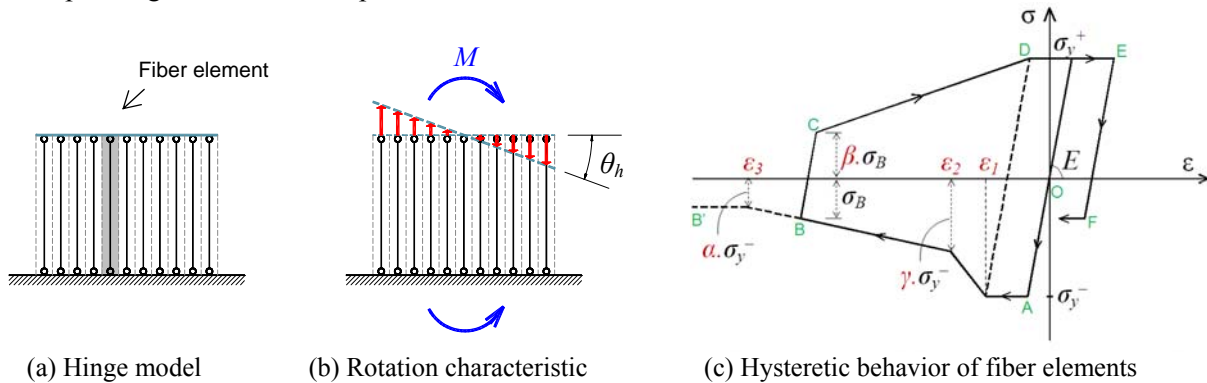 Fiber element
M
θh
σ
D
σy+
E
C
β.σB
ε3
ε2
ε1
E
ε
O
σB
B'
B
F
α.σy-
γ.σy-
A
σy-
(a) Hinge model
(b) Rotation characteristic
(c) Hysteretic behavior of fiber elements